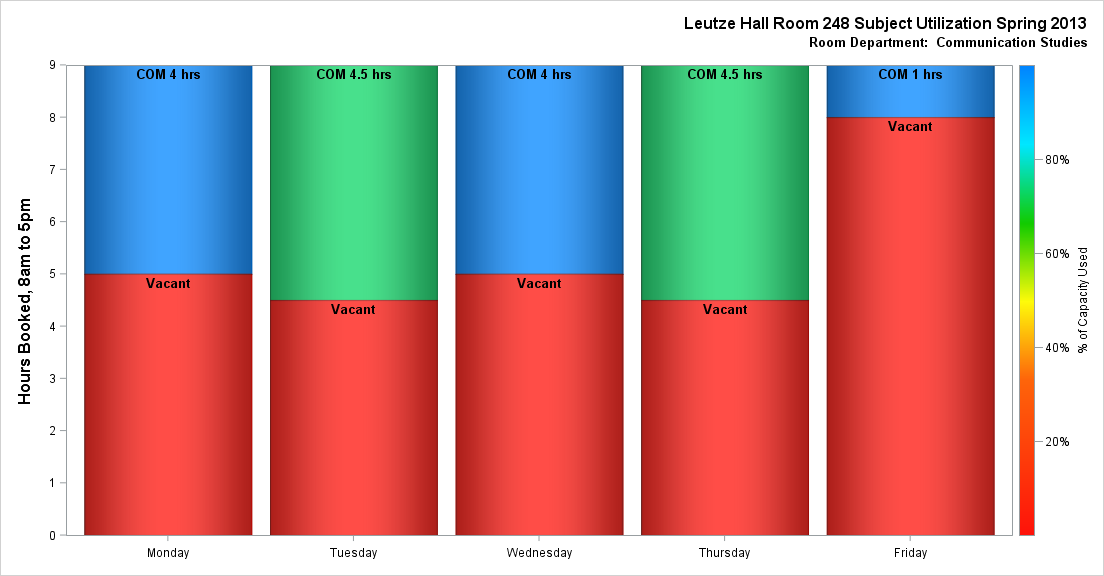 Leutze Hall Room 248 Subject Utilization Spring 2013
Room Department:  Communication Studies
Hours Booked, 8am to 5pm
9
8
7
6
5
4
3
2
1
0
COM 4 hrs
Vacant
COM 4.5 hrs
Vacant
COM 4 hrs
Vacant
COM 4.5 hrs
Vacant
COM 1 hrs
Vacant
Monday
Tuesday
Wednesday
Thursday
Friday
80%
60%
40%
20%
% of Capacity Used